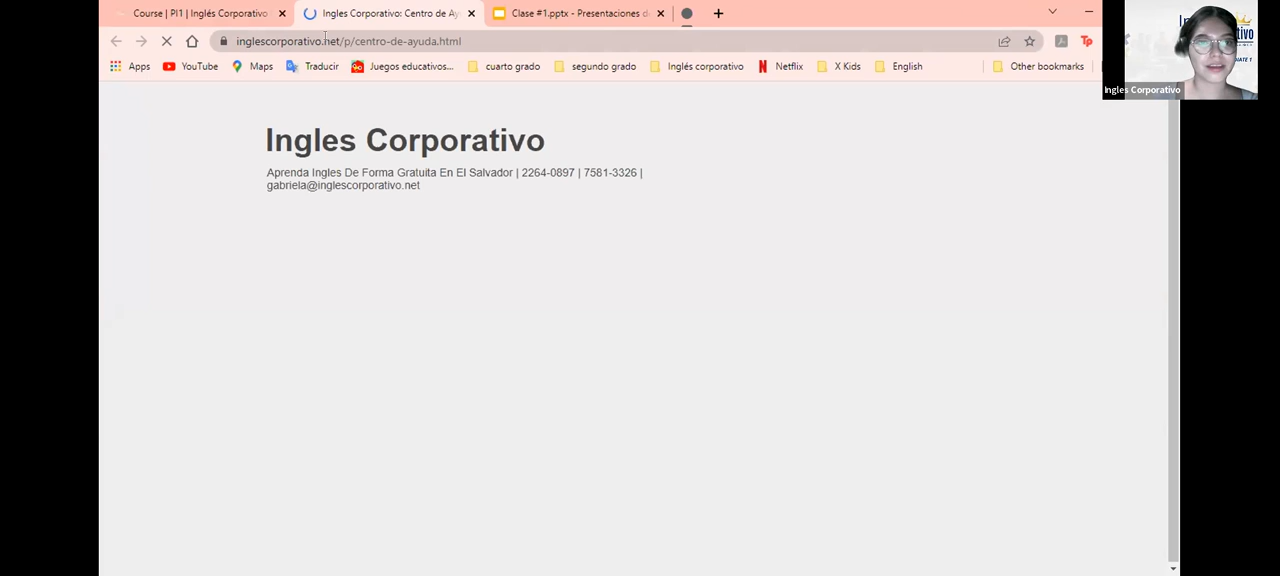 Course | PI1 | Inglés Corporativo
Ingles Corporativo: Centro de Ay
Clase #1.pptx - Presentaciones d
inglescorporativo.net/p/centro-de-ayuda.html
Apps
YouTube
Maps
Traducir
Juegos educativos...
cuarto grado
segundo grado
Inglés corporativo
Netflix
X Kids
English
Other bookmarks
Ingles Corporativo
Ingles Corporativo
Aprenda Ingles De Forma Gratuita En El Salvador | 2264-0897 | 7581-3326 |
gabriela@inglescorporativo.net